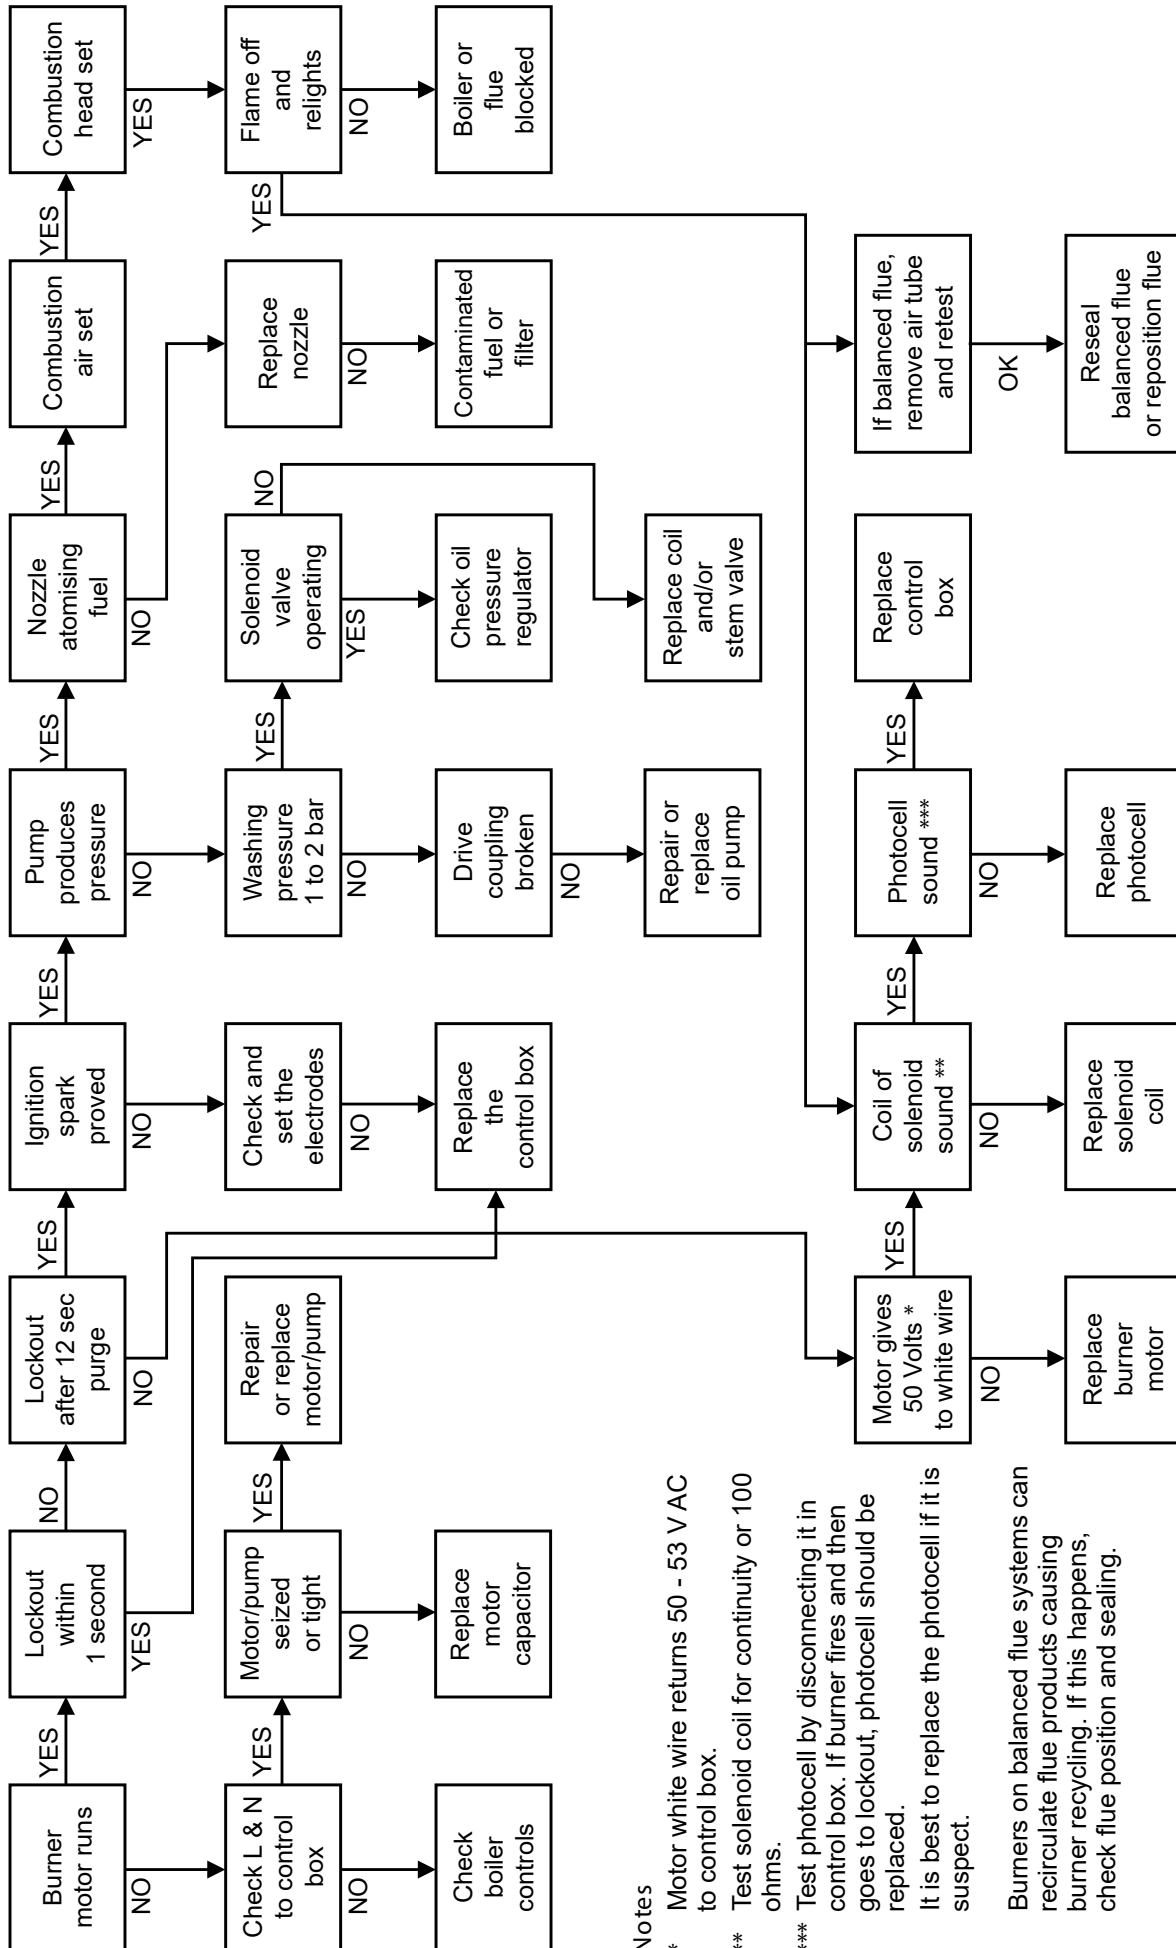 Burner
motor runs
YES
Lockout
within
1 second
NO
Lockout
after 12 sec
purge
YES
Ignition
spark
proved
YES
Pump
produces
pressure
YES
Nozzle
atomising
fuel
YES
Combustion
air set
YES
Combustion
head set
NO
YES
NO
NO
NO
NO
YES
Check L & N
to control
box
YES
Motor/pump
seized
or tight
YES
Repair
or replace
motor/pump
Check and
set the
electrodes
Washing
pressure
1 to 2 bar
YES
Solenoid
valve
operating
NO
Replace
nozzle
YES
Flame off
and
relights
NO
NO
NO
NO
YES
NO
NO
Check
boiler
controls
Replace
motor
capacitor
Replace
the
control box
Drive
coupling
broken
Check oil
pressure
regulator
Contaminated
fuel or
filter
Boiler or
flue
blocked
NO
Repair or
replace
oil pump
Replace coil
and/or
stem valve
Notes
* Motor white wire returns 50 - 53 V AC
to control box.
** Test solenoid coil for continuity or 100
ohms.
*** Test photocell by disconnecting it in
control box. If burner fires and then
goes to lockout, photocell should be
replaced.
It is best to replace the photocell if it is
suspect.
Burners on balanced flue systems can
recirculate flue products causing
burner recycling. If this happens,
check flue position and sealing.
Motor gives
50 Volts *
to white wire
YES
Coil of
solenoid
sound **
YES
Photocell
sound ***
YES
Replace
control
box
If balanced flue,
remove air tube
and retest
NO
NO
NO
OK
Replace
burner
motor
Replace
solenoid
coil
Replace
photocell
Reseal
balanced flue
or reposition flue